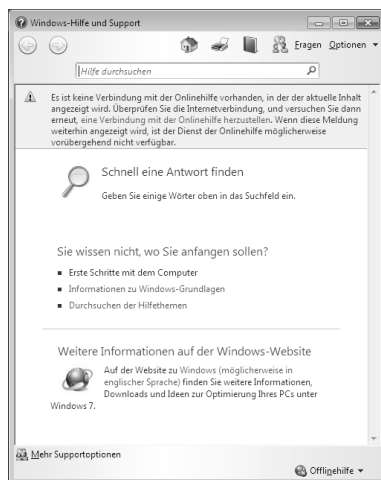 Windows-Hilfe und Support
Fragen Optionen
Hilfe durchsuchen
Es ist keine Verbindung mit der Onlinehilfe vorhanden, in der der aktuelle Inhalt
angezeigt wird. Überprüfen Sie die Internetverbindung, und versuchen Sie dann
erneut, eine Verbindung mit der Onlinehilfe herzustellen. Wenn diese Meldung
weiterhin angezeigt wird, ist der Dienst der Onlinehilfe möglicherweise
vorübergehend nicht verfügbar.
Schnell eine Antwort finden
Geben Sie einige Wörter oben in das Suchfeld ein.
Sie wissen nicht, wo Sie anfangen sollen?
Erste Schritte mit dem Computer
Informationen zu Windows-Grundlagen
Durchsuchen der Hilfethemen
Weitere Informationen auf der Windows-Website
Auf der Website zu Windows (möglicherweise in
englischer Sprache) finden Sie weitere Informationen,
Downloads und Ideen zur Optimierung Ihres PCs unter
Windows 7.
Mehr Supportoptionen
Offlinehilfe